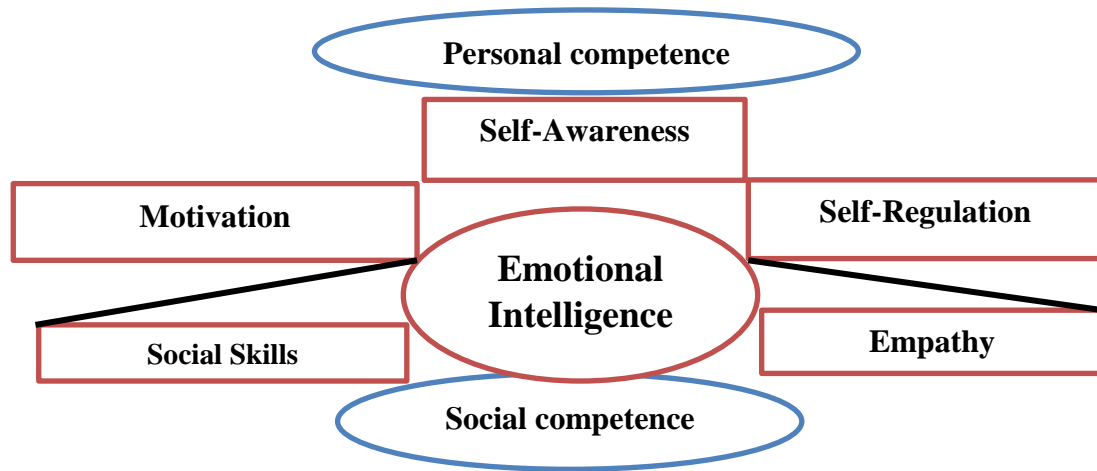 Personal competence
Self-Awareness
Motivation
Self-Regulation
Emotional
Intelligence
Social Skills
Empathy
Social competence